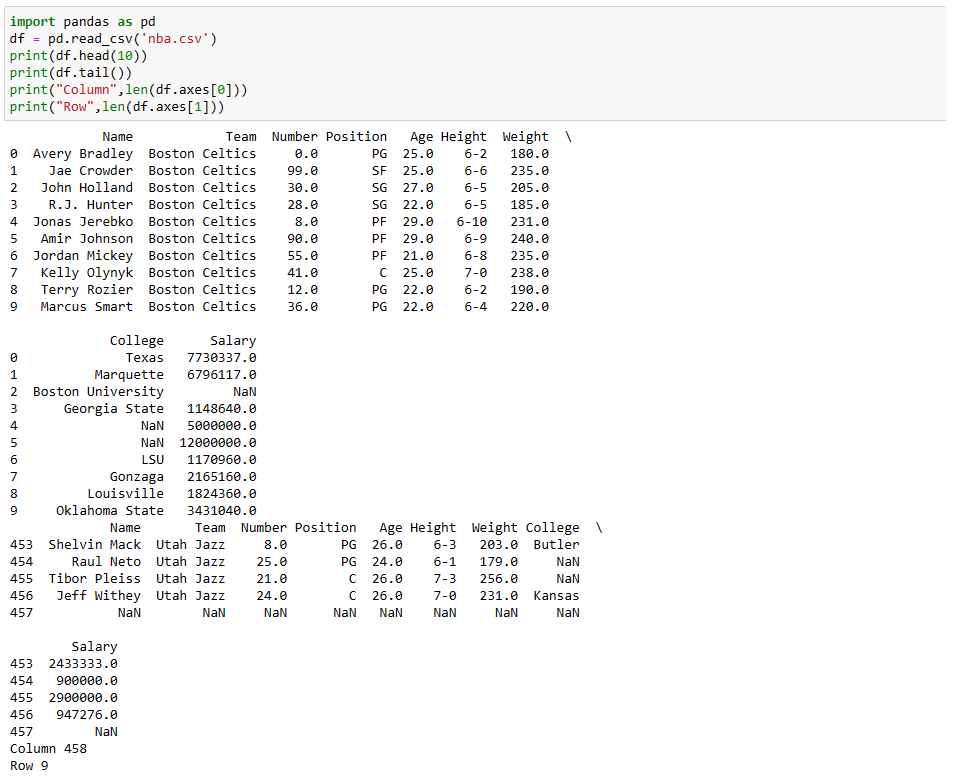 import pandas as pd
df = pd.read_csv('nba.csv')
print(df.head(10))
print(df.tail())
print("Column",len(df.axes[0]))
print("Row",len(df.axes[1]))
            Name            Team  Number Position   Age Height  Weight  \
0  Avery Bradley  Boston Celtics     0.0       PG  25.0    6-2   180.0
1    Jae Crowder  Boston Celtics    99.0       SF  25.0    6-6   235.0
2   John Holland  Boston Celtics    30.0       SG  27.0    6-5   205.0
3    R.J. Hunter  Boston Celtics    28.0       SG  22.0    6-5   185.0
4  Jonas Jerebko  Boston Celtics     8.0       PF  29.0   6-10   231.0
5   Amir Johnson  Boston Celtics    90.0       PF  29.0    6-9   240.0
6  Jordan Mickey  Boston Celtics    55.0       PF  21.0    6-8   235.0
7   Kelly Olynyk  Boston Celtics    41.0        C  25.0    7-0   238.0
8   Terry Rozier  Boston Celtics    12.0       PG  22.0    6-2   190.0
9   Marcus Smart  Boston Celtics    36.0       PG  22.0    6-4   220.0
             College      Salary
0              Texas   7730337.0
1          Marquette   6796117.0
2  Boston University         NaN
3      Georgia State   1148640.0
4                NaN   5000000.0
5                NaN  12000000.0
6                LSU   1170960.0
7            Gonzaga   2165160.0
8         Louisville   1824360.0
9     Oklahoma State   3431040.0
             Name       Team  Number Position   Age Height  Weight College  \
453  Shelvin Mack  Utah Jazz     8.0       PG  26.0    6-3   203.0  Butler
454     Raul Neto  Utah Jazz    25.0       PG  24.0    6-1   179.0     NaN
455  Tibor Pleiss  Utah Jazz    21.0        C  26.0    7-3   256.0     NaN
456   Jeff Withey  Utah Jazz    24.0        C  26.0    7-0   231.0  Kansas
457           NaN        NaN     NaN      NaN   NaN    NaN     NaN     NaN
        Salary
453  2433333.0
454   900000.0
455  2900000.0
456   947276.0
457        NaN
Column 458
Row 9